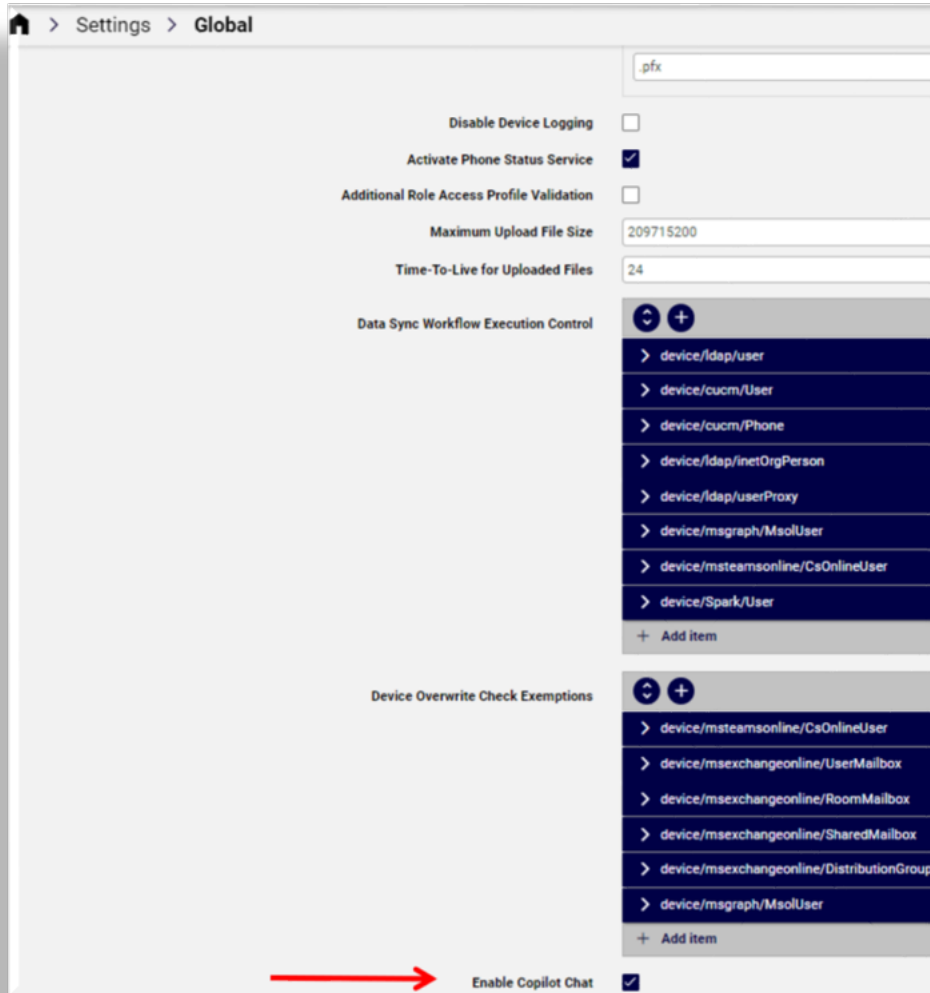 > Settings > Global
.pfx
Disable Device Logging
Activate Phone Status Service
Additional Role Access Profile Validation
Maximum Upload File Size 209715200
Time-To-Live for Uploaded Files 24
Data Sync Workflow Execution Control
> device/ldap/user
> device/cucm/User
> device/cucm/Phone
> device/ldap/inetOrgPerson
> device/ldap/userProxy
> device/msgraph/MsolUser
> device/msteamsonline/CsOnlineUser
> device/Spark/User
+ Add item
Device Overwrite Check Exemptions
> device/msteamsonline/CsOnlineUser
> device/msexchangeonline/UserMailbox
> device/msexchangeonline/RoomMailbox
> device/msexchangeonline/SharedMailbox
> device/msexchangeonline/DistributionGroup
> device/msgraph/MsolUser
+ Add item
Enable Copilot Chat